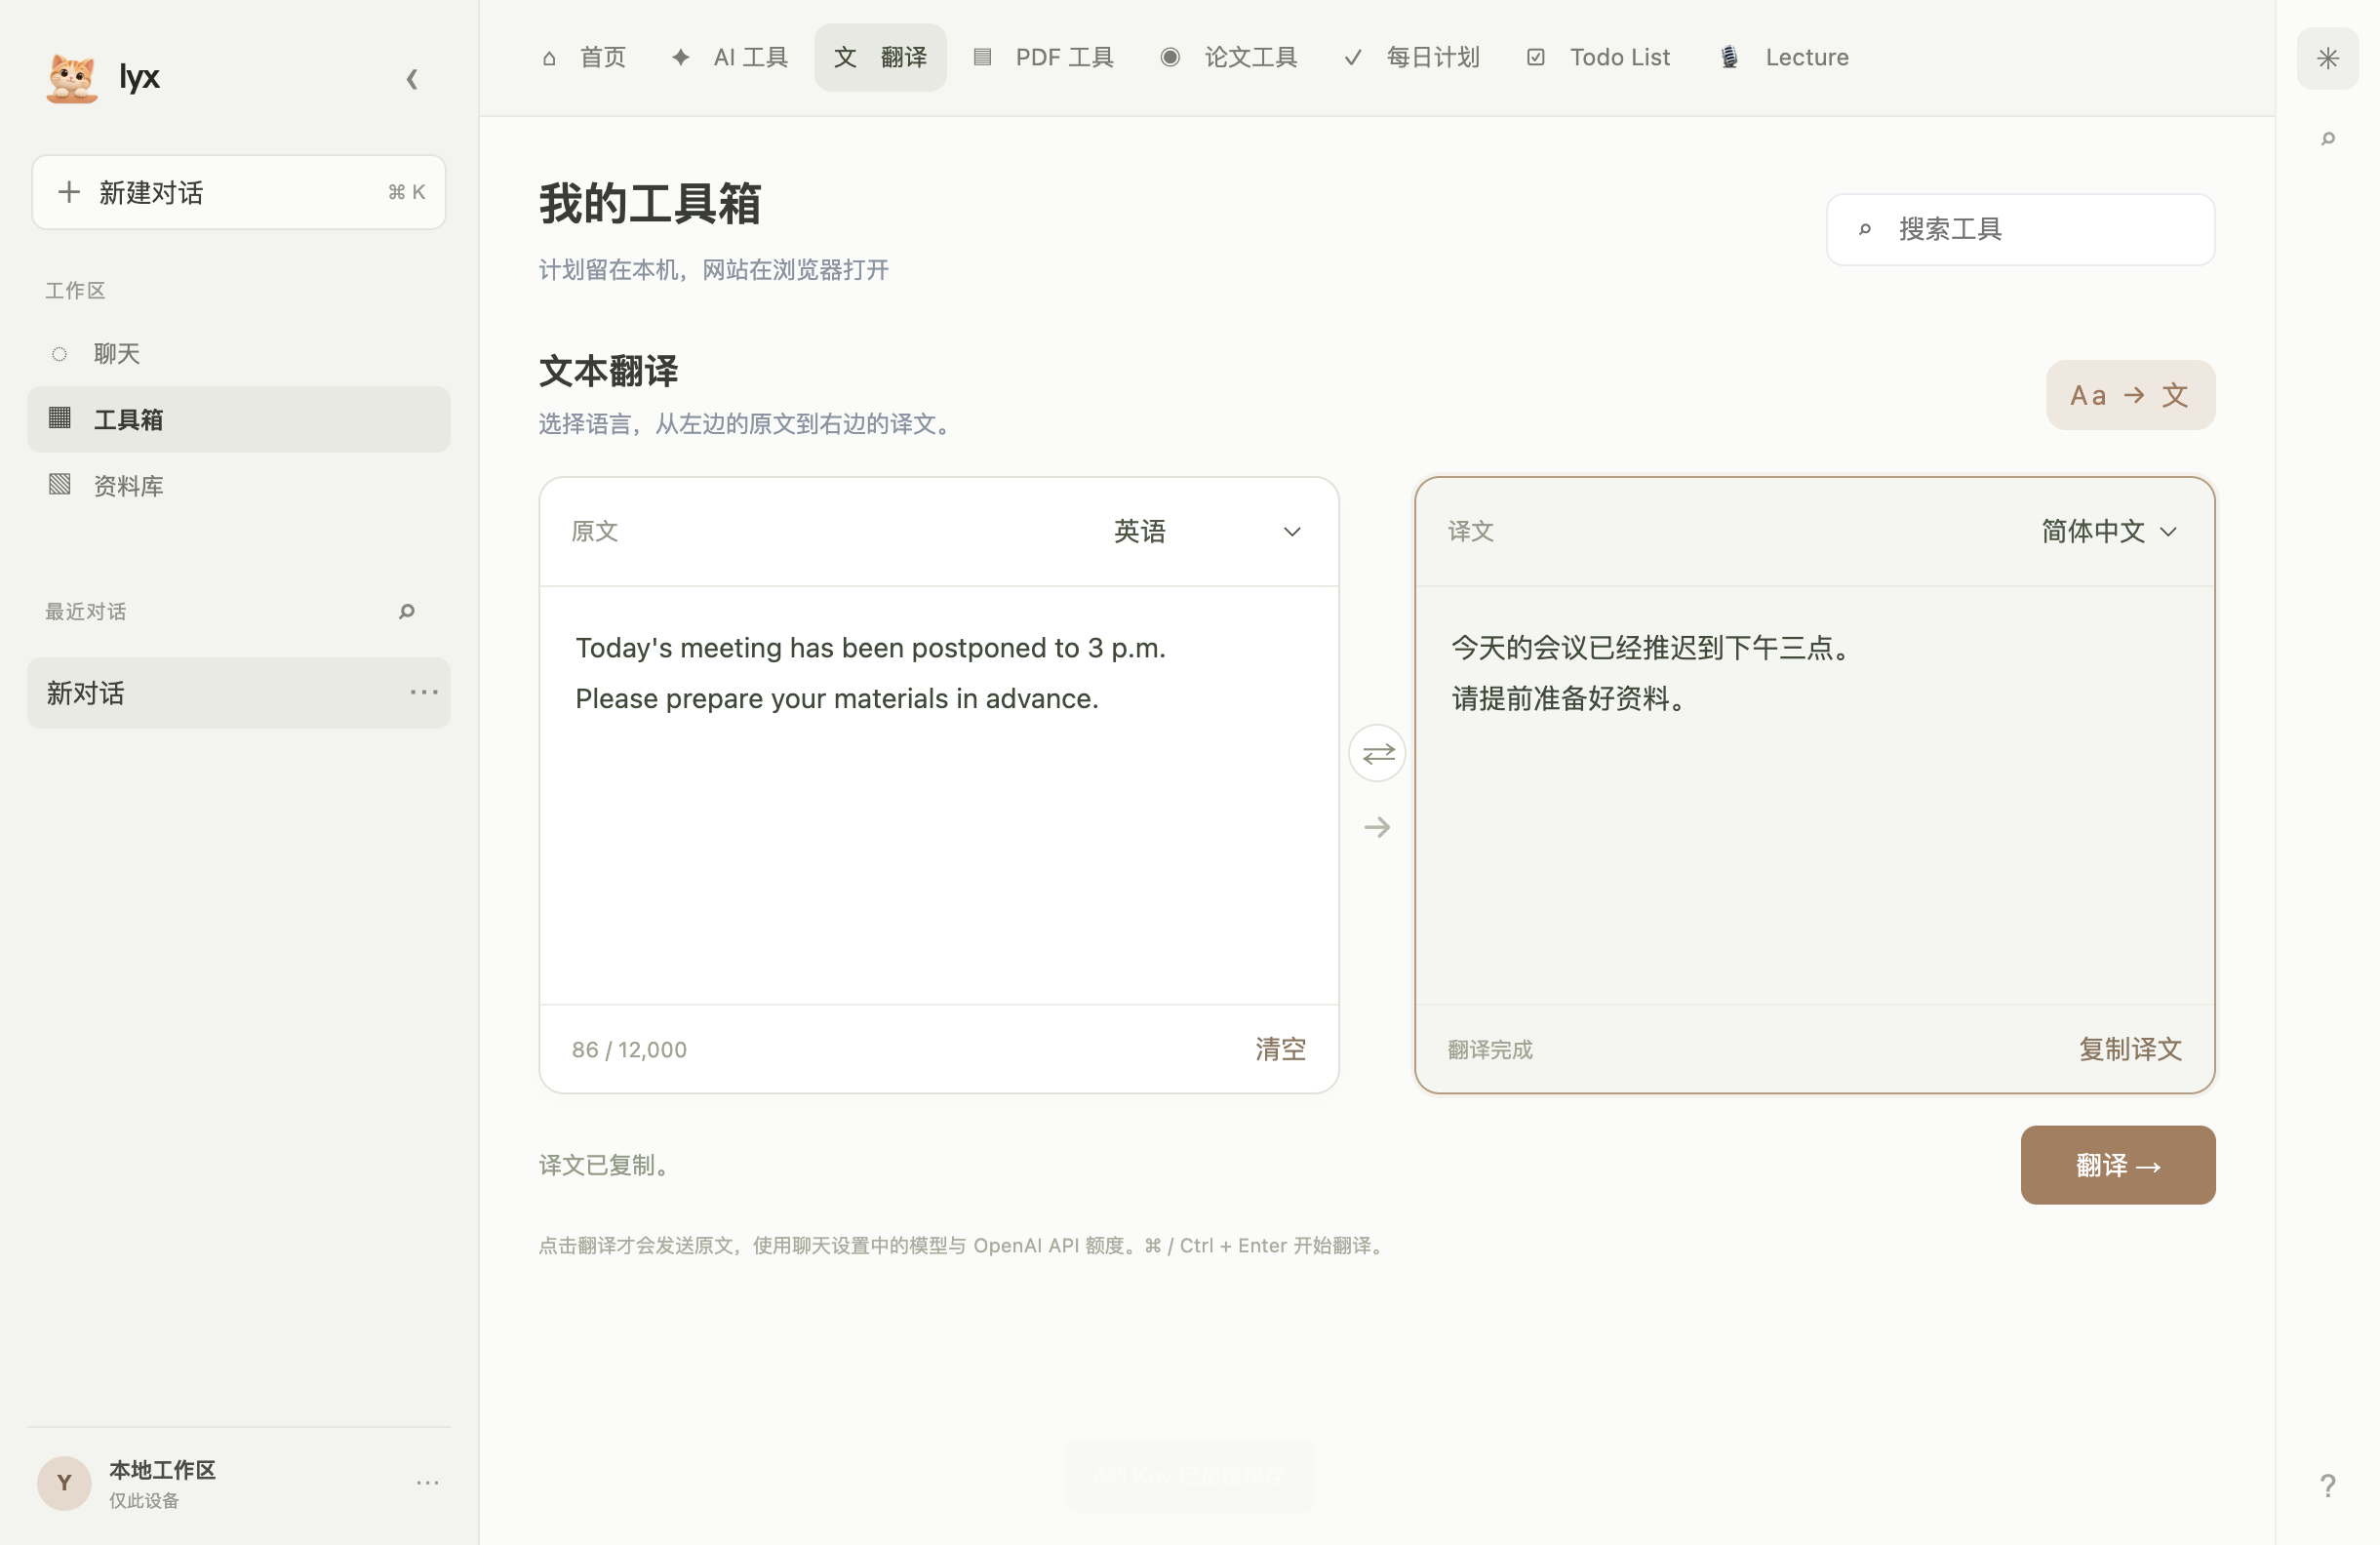 lyx
新建对话
⌘ K
工作区
聊天
工具箱
资料库
最近对话
新对话
Y
本地工作区
仅此设备
首页
AI 工具
文 翻译
PDF 工具
论文工具
每日计划
Todo List
Lecture
我的工具箱
计划留在本机，网站在浏览器打开
搜索工具
文本翻译
选择语言，从左边的原文到右边的译文。
Aa → 文
原文
英语
Today's meeting has been postponed to 3 p.m.
Please prepare your materials in advance.
86 / 12,000
清空
译文
简体中文
今天的会议已经推迟到下午三点。
请提前准备好资料。
翻译完成
复制译文
译文已复制。
翻译 →
点击翻译才会发送原文，使用聊天设置中的模型与 OpenAI API 额度。⌘ / Ctrl + Enter 开始翻译。
?